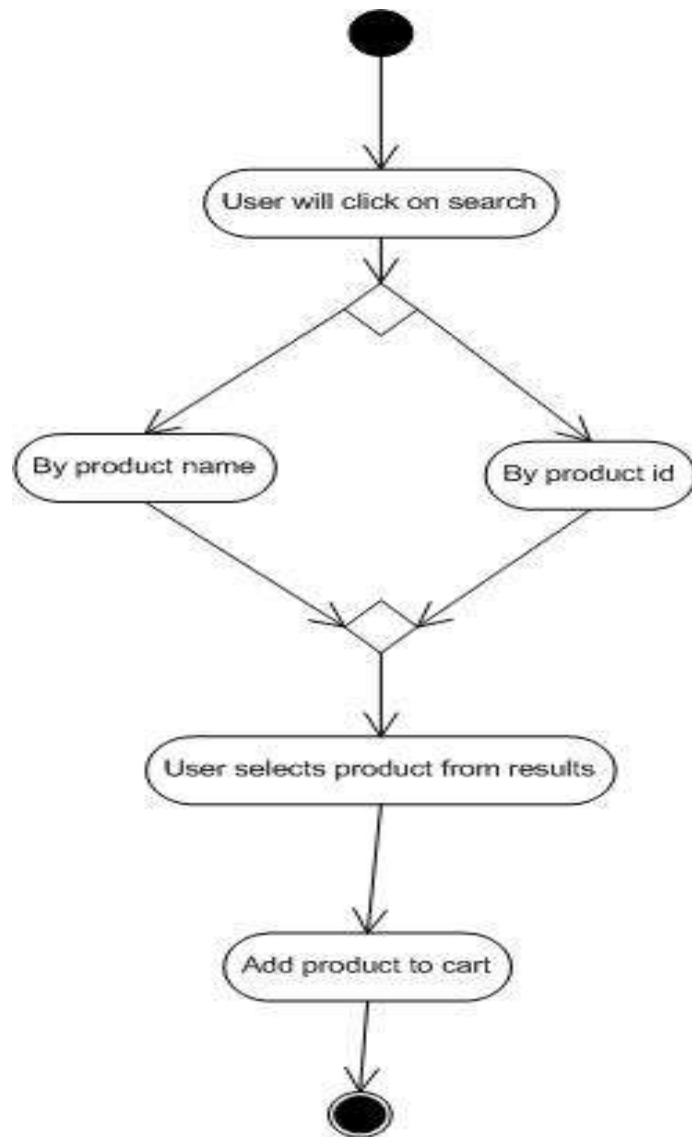 User will click on search
By product name
By product id
User selects product from results
Add product to cart